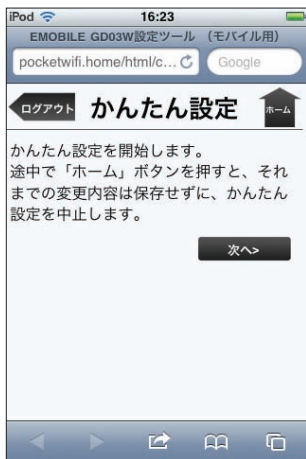 iPod 16:23
EMOBILE GD03W設定ツール （モバイル用）
pocketwifi.home/html/c... Google
ログアウト かんたん設定 ホーム
かんたん設定を開始します。
途中で「ホーム」ボタンを押すと、それ
までの変更内容は保存せずに、かんたん
設定を中止します。
次へ>